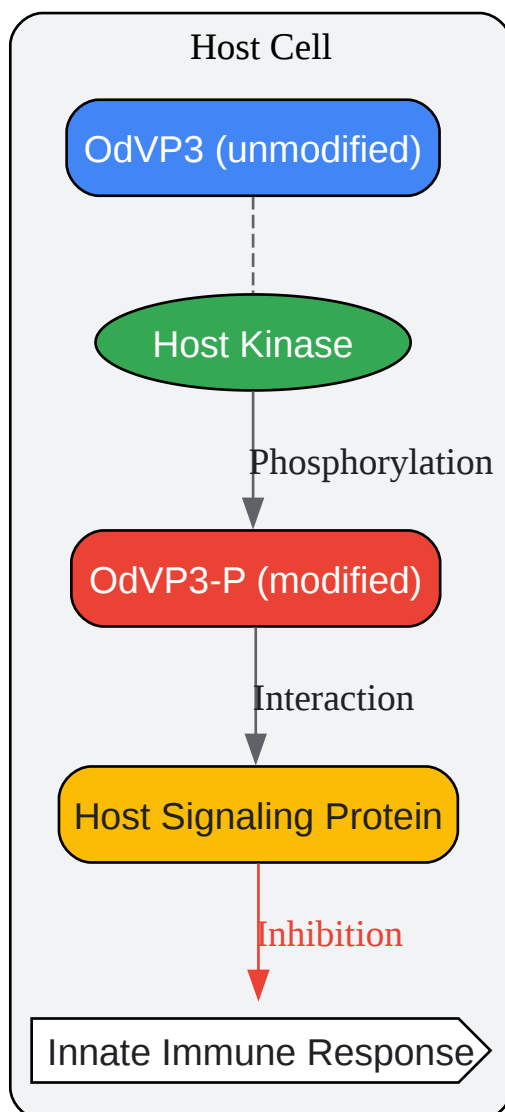 Host Cell
OdVP3 (unmodified)
Host Kinase
Phosphorylation
OdVP3-P (modified)
Interaction
Host Signaling Protein
Inhibition
Innate Immune Response